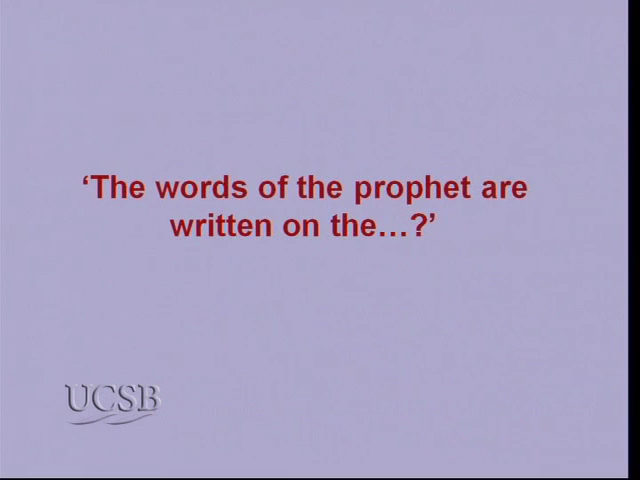 ‘The words of the prophet are
written on the…?’
UCSB